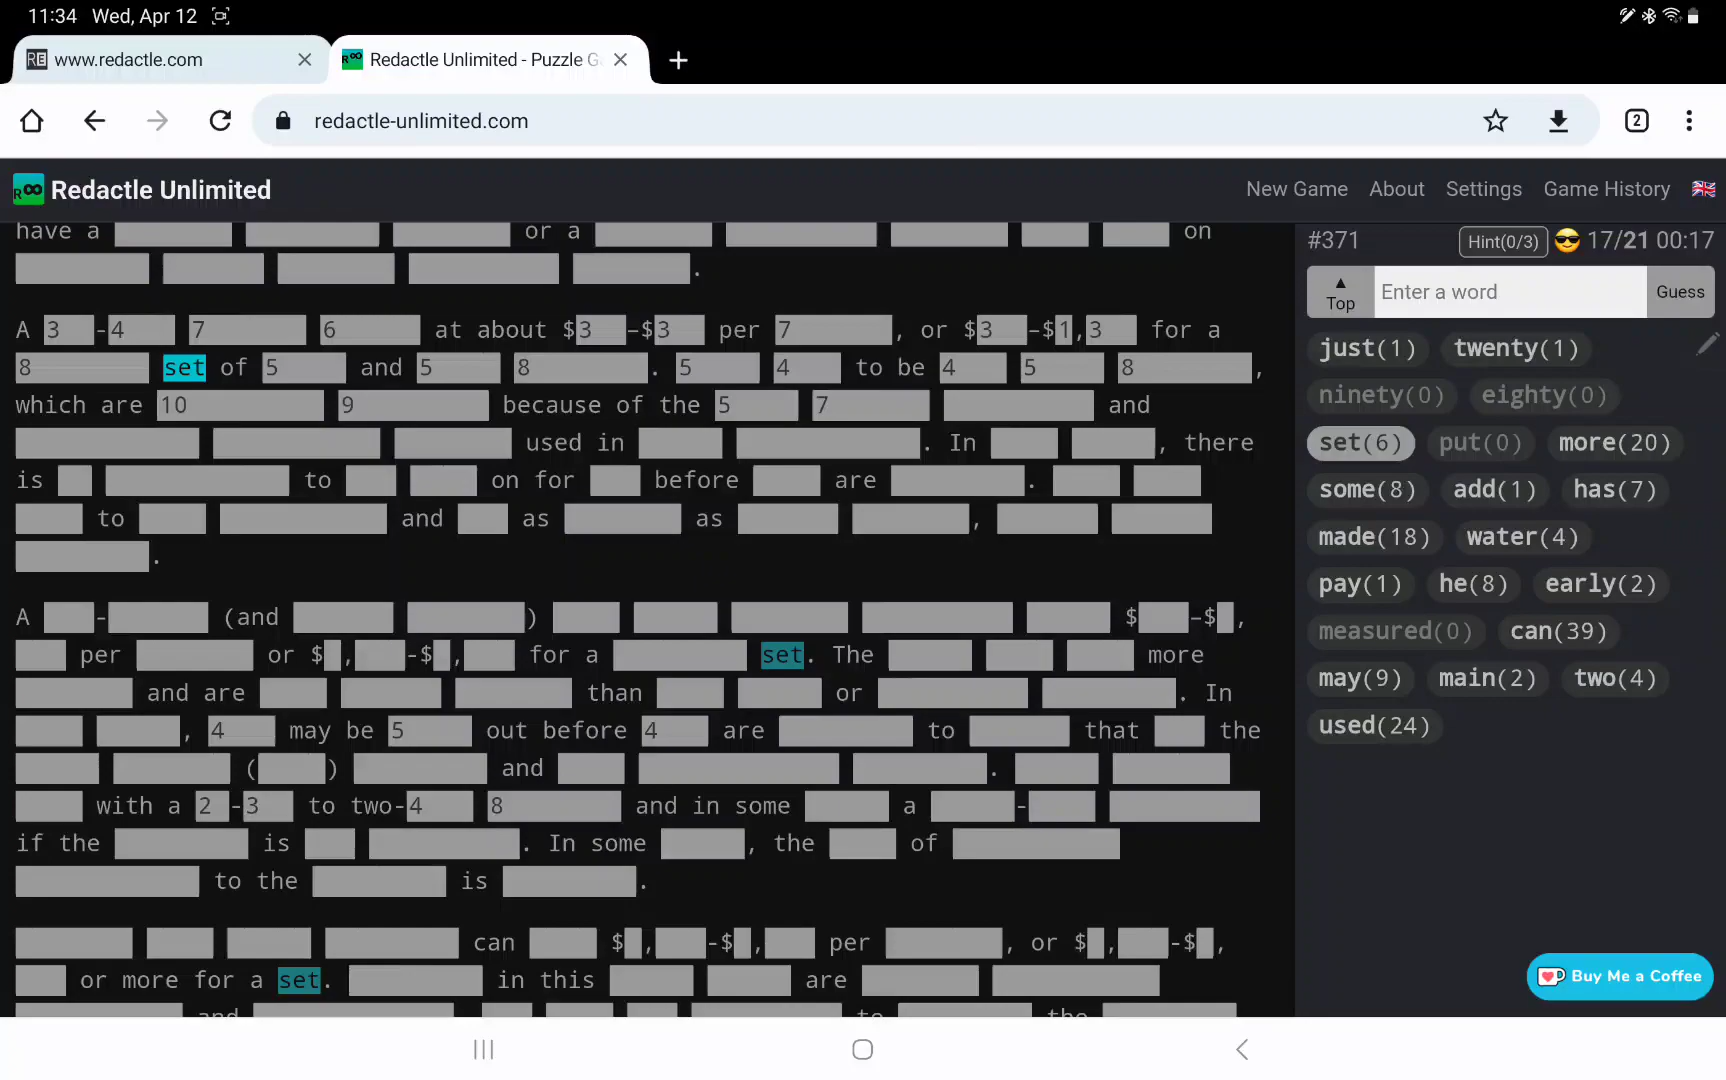 11:34 Wed, Apr 12
www.redactle.com
Redactle Unlimited - Puzzle G
redactle-unlimited.com
2
Redactle Unlimited
New Game About Settings Game History
have a or a on
.
A 3 -4 7 6 at about $3 –$3 per 7 , or $3 –$1,3 for a
8 set of 5 and 5 8 . 5 4 to be 4 5 8 ,
which are 10 9 because of the 5 7 and
used in . In , there
is to on for before are .
to and as as ,
.
A - (and ) $ –$ ,
per or $ , -$ , for a set. The more
and are than or . In
, 4 may be 5 out before 4 are to that the
( ) and .
with a 2 -3 to two-4 8 and in some a -
if the is . In some , the of
to the is .
can $ , -$ , per , or $ , -$ ,
or more for a set. in this are
and to the
#371 Hint(0/3) 17/21 00:17
▲ Top Enter a word Guess
just(1) twenty(1)
ninety(0) eighty(0)
set(6) put(0) more(20)
some(8) add(1) has(7)
made(18) water(4)
pay(1) he(8) early(2)
measured(0) can(39)
may(9) main(2) two(4)
used(24)
Buy Me a Coffee